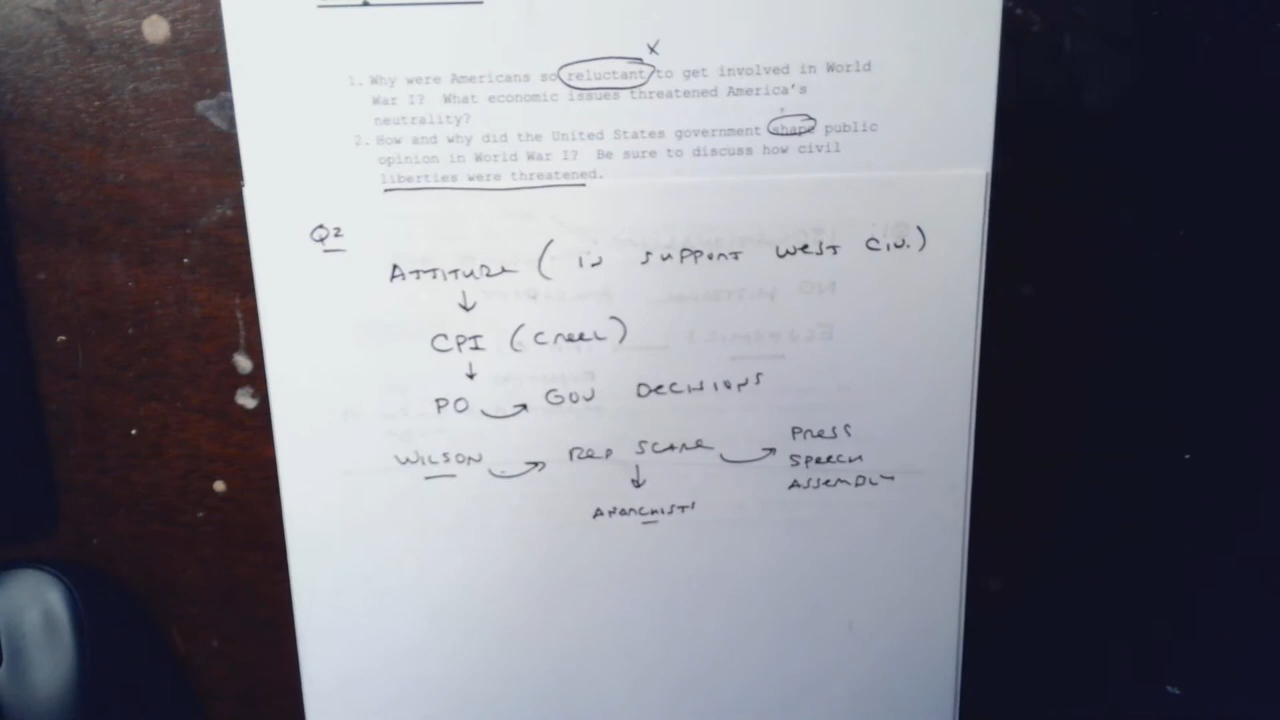 1. Why were Americans so reluctant to get involved in World
x
War I? What economic issues threatened America's
neutrality?
2. How and why did the United States government shape public
opinion in World War I? Be sure to discuss how civil
liberties were threatened.
Q2
ATTITUDE ( IN SUPPORT WEST CIV.)
↓
CPI (CREEL)
↓
PO → GOV DECISIONS
WILSON → RED SCARE → PRESS
SPEECH
ASSEMBLY
↓
ANARCHISTS